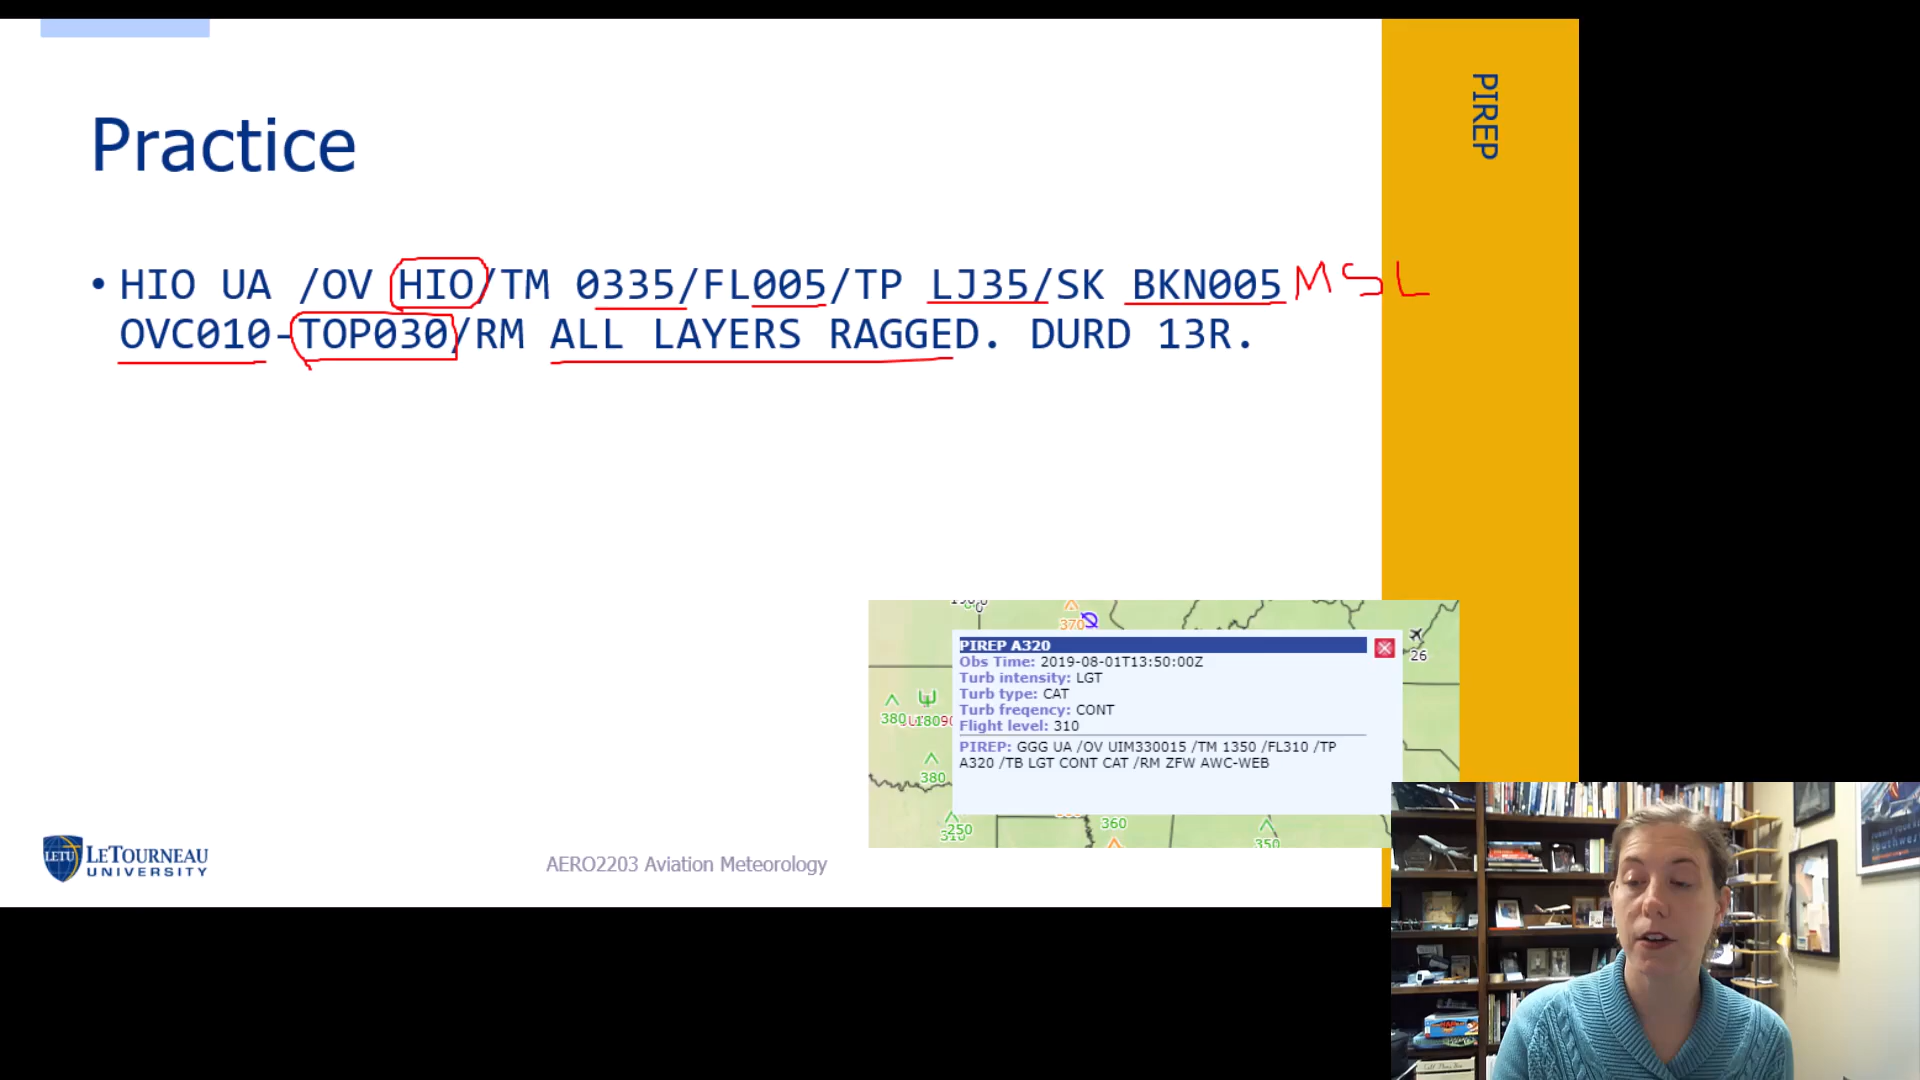 PIREP
Practice
• HIO UA /OV HIO/TM 0335/FL005/TP LJ35/SK BKN005 MSL
OVC010-TOP030/RM ALL LAYERS RAGGED. DURD 13R.
370
26
380
180
380
250
360
350
PIREP A320
Obs Time: 2019-08-01T13:50:00Z
Turb intensity: LGT
Turb type: CAT
Turb freqency: CONT
Flight level: 310
PIREP: GGG UA /OV UIM330015 /TM 1350 /FL310 /TP
A320 /TB LGT CONT CAT /RM ZFW AWC-WEB
LETU LETOURNEAU
UNIVERSITY
AERO2203 Aviation Meteorology